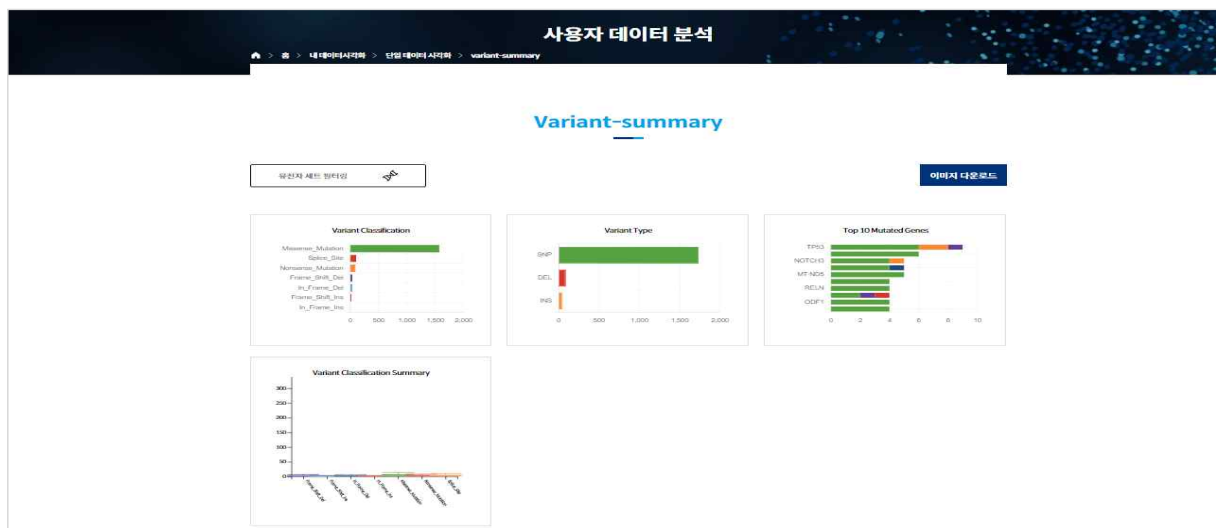 사용자 데이터 분석
홈 > 내 데이터시각화 > 단일 데이터 시각화 > variant-summary
Variant-summary
유전자 세트 필터링
이미지 다운로드
Variant Classification
Missense_Mutation
Splice_Site
Nonsense_Mutation
Frame_Shift_Del
In_Frame_Del
Frame_Shift_Ins
In_Frame_Ins
0 500 1,000 1,500 2,000
Variant Type
SNP
DEL
INS
0 500 1,000 1,500 2,000
Top 10 Mutated Genes
TP53
NOTCH3
MT-ND5
RELN
ODF1
0 2 4 6 8 10
Variant Classification Summary
300
250
200
150
100
50
0